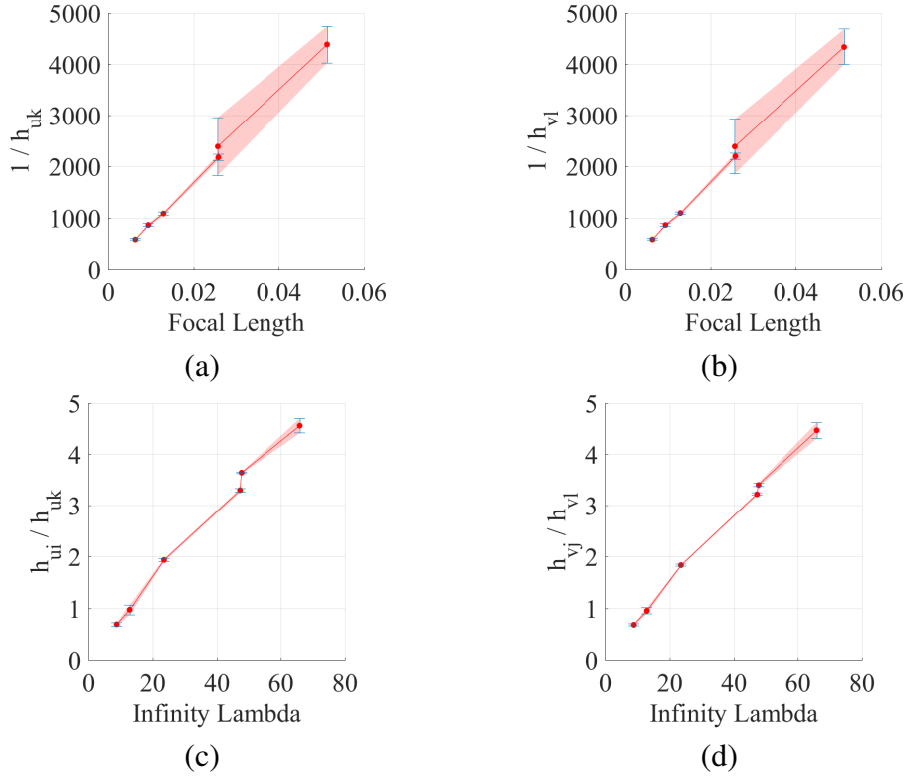 5000
4000
3000
2000
1000
0
1 / h_uk
0 0.02 0.04 0.06
Focal Length
(a)
5000
4000
3000
2000
1000
0
1 / h_vl
0 0.02 0.04 0.06
Focal Length
(b)
5
4
3
2
1
0
h_ui / h_uk
0 20 40 60 80
Infinity Lambda
(c)
5
4
3
2
1
0
h_vj / h_vl
0 20 40 60 80
Infinity Lambda
(d)